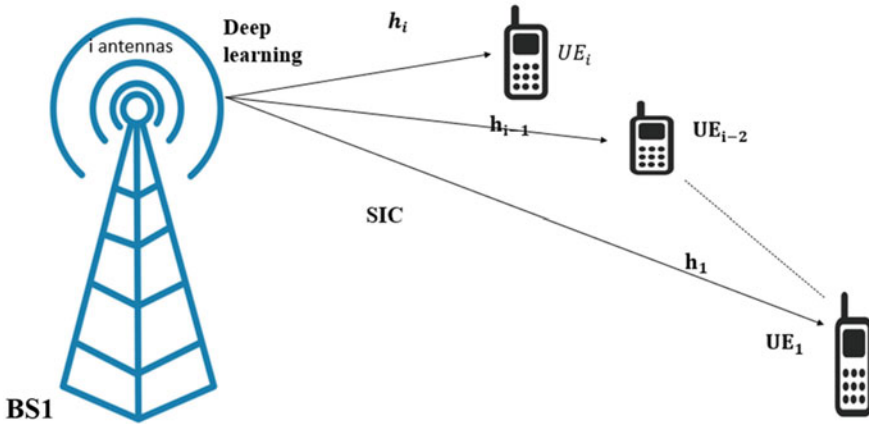 i antennas
Deep
learning
h_i
UE_i
h_{i-1}
UE_{i-2}
SIC
h_1
UE_1
BS1